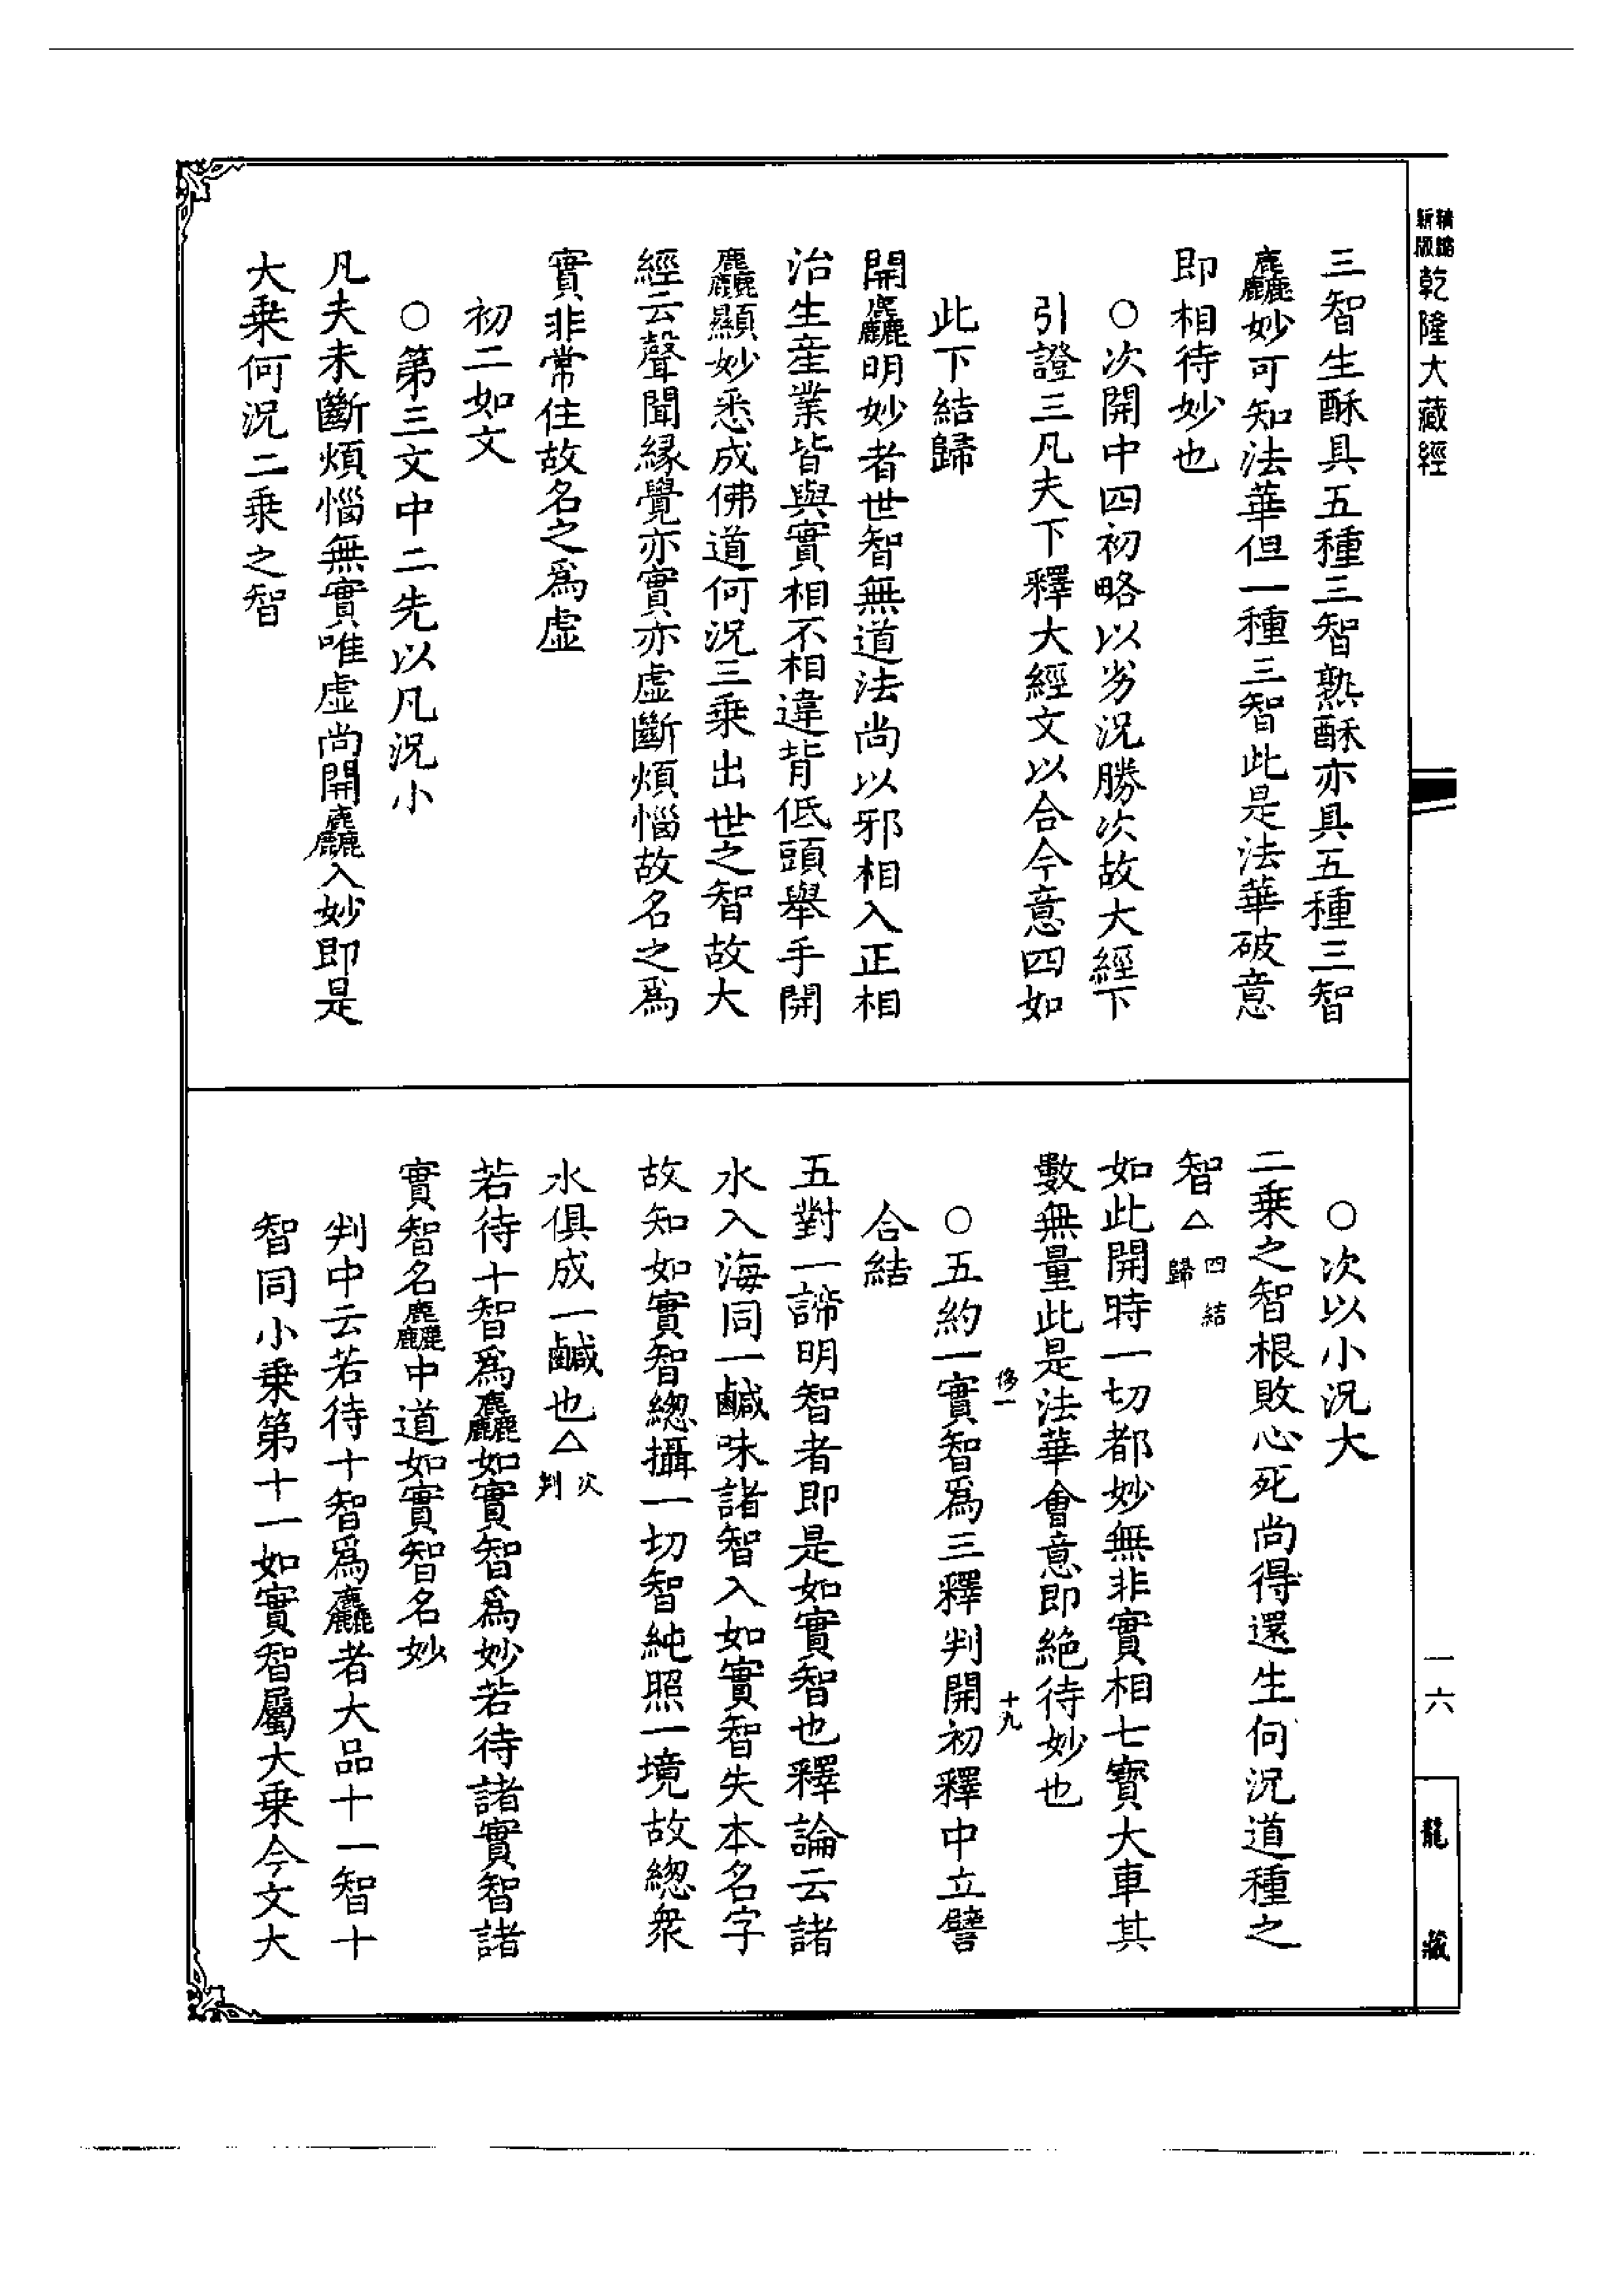 精縮新版乾隆大藏經
三智生酥具五種三智熟酥亦具五種三智
麤妙可知法華但一種三智此是法華破意
即相待妙也
○次開中四初略以劣況勝次故大經下
引證三凡夫下釋大經文以合今意四如
此下結歸
開麤明妙者世智無道法尚以邪相入正相
治生產業皆與實相不相違背低頭舉手開
麤顯妙悉成佛道何況三乘出世之智故大
經云聲聞緣覺亦實亦虛斷煩惱故名之爲
實非常住故名之爲虛
初二如文
○第三文中二先以凡況小
凡夫未斷煩惱無實唯虛尚開麤入妙即是
大乘何況二乘之智
○次以小況大
二乘之智根敗心死尚得還生何況道種之
智△四結歸
如此開時一切都妙無非實相七寶大車其
數無量此是法華會意即絕待妙也
十九
○五約一實智爲三釋判開初釋中立譬
合結
五對一諦明智者即是如實智也釋論云諸
水入海同一鹹味諸智入如實智失本名字
故知如實智總攝一切智純照一境故總衆
水俱成一鹹也△次判
若待十智爲麤如實智爲妙若待諸實智諸
實智名麤中道如實智名妙
判中云若待十智爲麤者大品十一智十
智同小乘第十一如實智屬大乘今文大
一六
龍藏